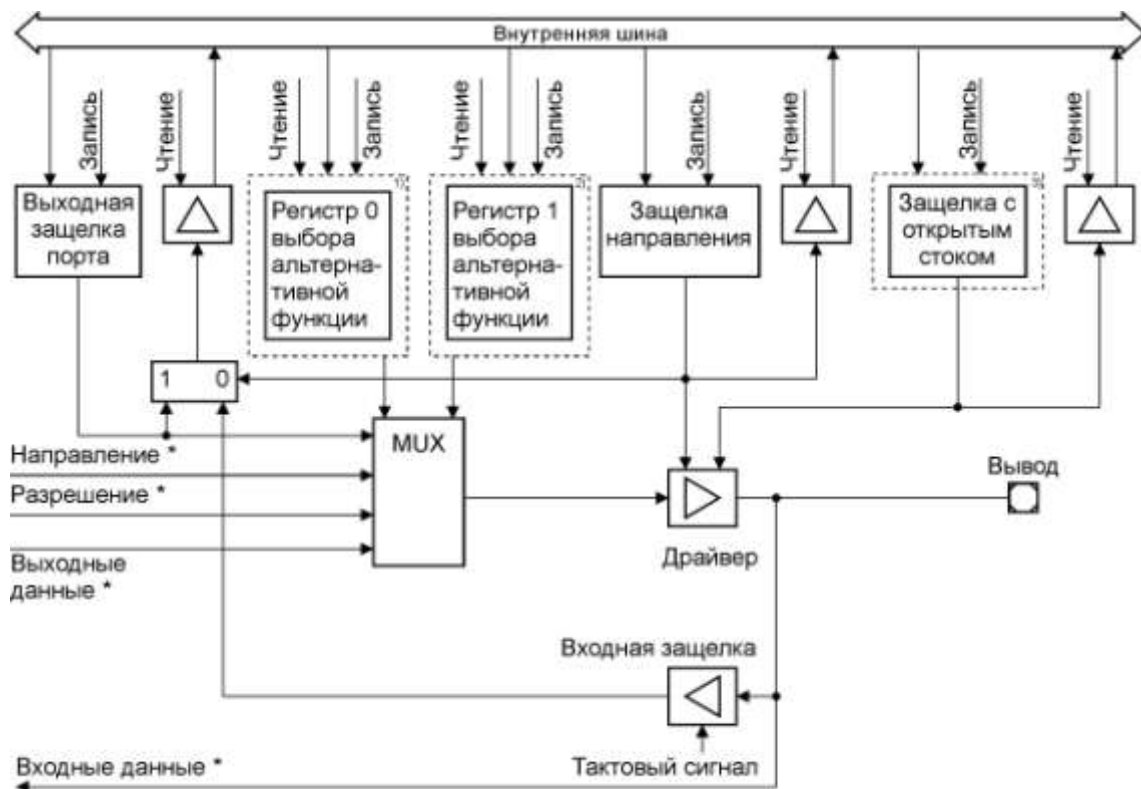 Внутренняя шина
Запись
Чтение
Чтение
Запись
Чтение
Запись
Запись
Чтение
Запись
Чтение
Выходная
защелка
порта
Регистр 0
выбора
альтерна-
тивной
функции
Регистр 1
выбора
альтерна-
тивной
функции
Защелка
направления
Защелка с
открытым
стоком
1 0
MUX
Направление *
Разрешение *
Выходные
данные *
Драйвер
Вывод
Входная защелка
Тактовый сигнал
Входные данные *